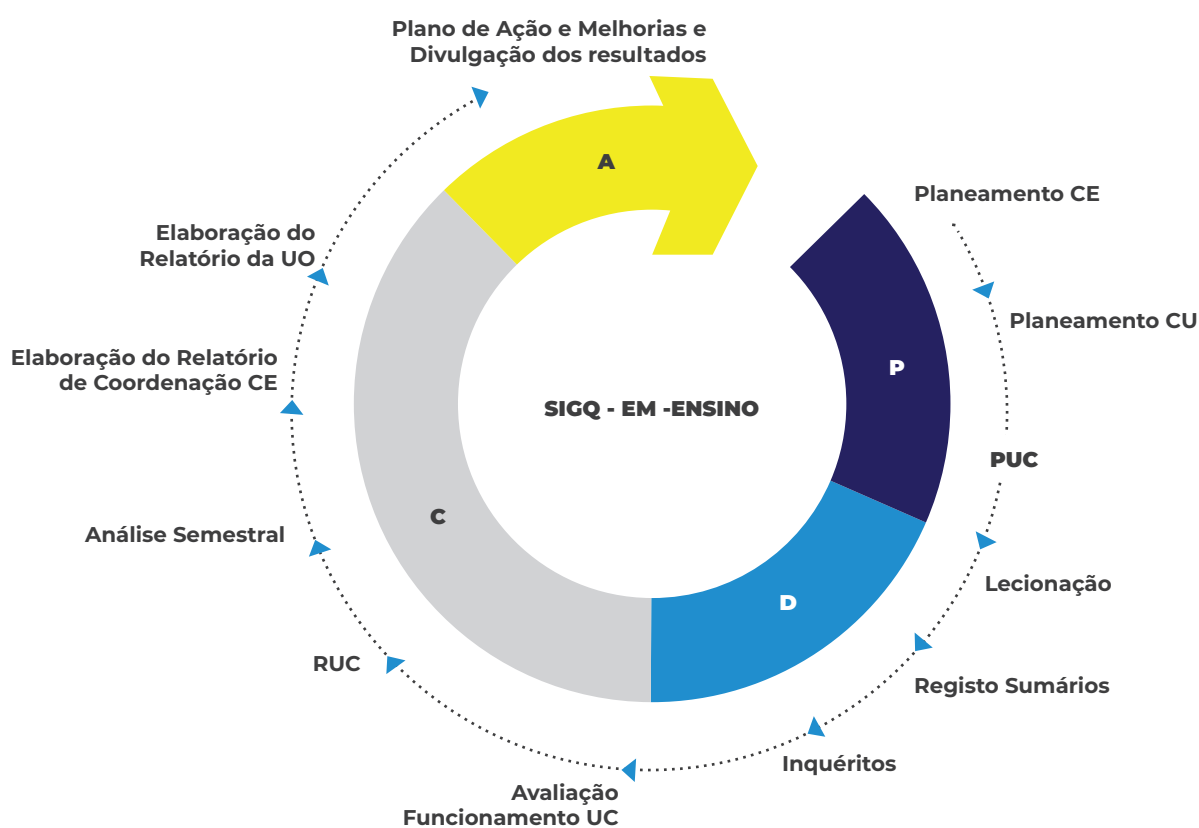 Plano de Ação e Melhorias e
Divulgação dos resultados
A
Planeamento CE
Planeamento CU
P
PUC
Lecionação
D
Registo Sumários
Inquéritos
Avaliação
Funcionamento UC
RUC
Análise Semestral
C
Elaboração do Relatório
de Coordenação CE
Elaboração do
Relatório da UO
SIGQ - EM -ENSINO